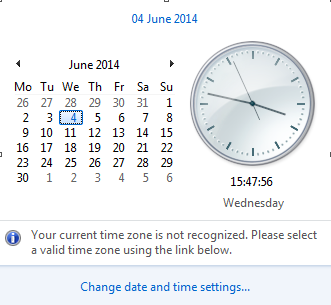 04 June 2014
June 2014
Mo Tu We Th Fr Sa Su
26 27 28 29 30 31 1
2 3 4 5 6 7 8
9 10 11 12 13 14 15
16 17 18 19 20 21 22
23 24 25 26 27 28 29
30 1 2 3 4 5 6
15:47:56
Wednesday
Your current time zone is not recognized. Please select
a valid time zone using the link below.
Change date and time settings...